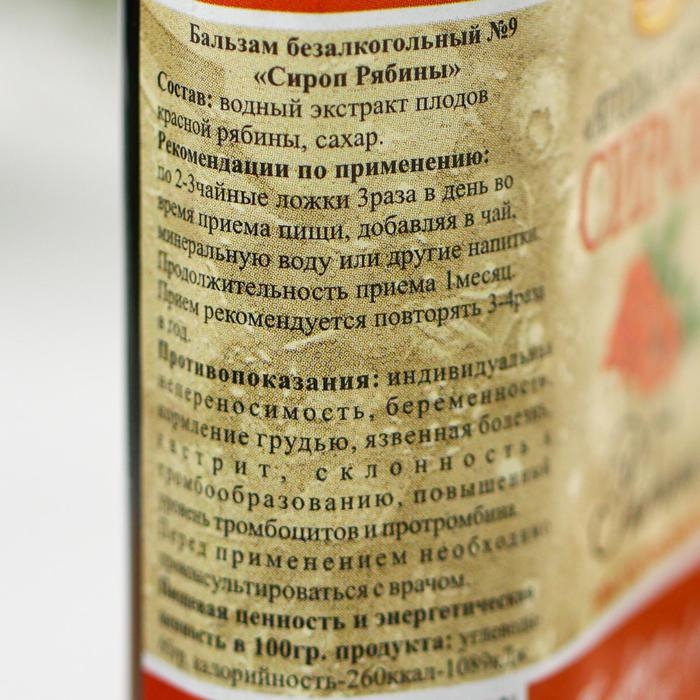 Бальзам безалкогольный №9
«Сироп Рябины»
Состав: водный экстракт плодов
красной рябины, сахар.
Рекомендации по применению:
по 2-3чайные ложки 3раза в день во
время приема пищи, добавляя в чай,
минеральную воду или другие напитки.
Продолжительность приема 1месяц.
Прием рекомендуется повторять 3-4раза
в год.
Противопоказания: индивидуальная
непереносимость, беременность,
кормление грудью, язвенная болезнь,
гастрит, склонность к
тромбообразованию, повышенный
уровень тромбоцитов и протромбина.
Перед применением необходимо
проконсультироваться с врачом.
Пищевая ценность и энергетическая
ценность в 100гр. продукта: углеводы
калорийность-260ккал-1089кДж
СИРОП